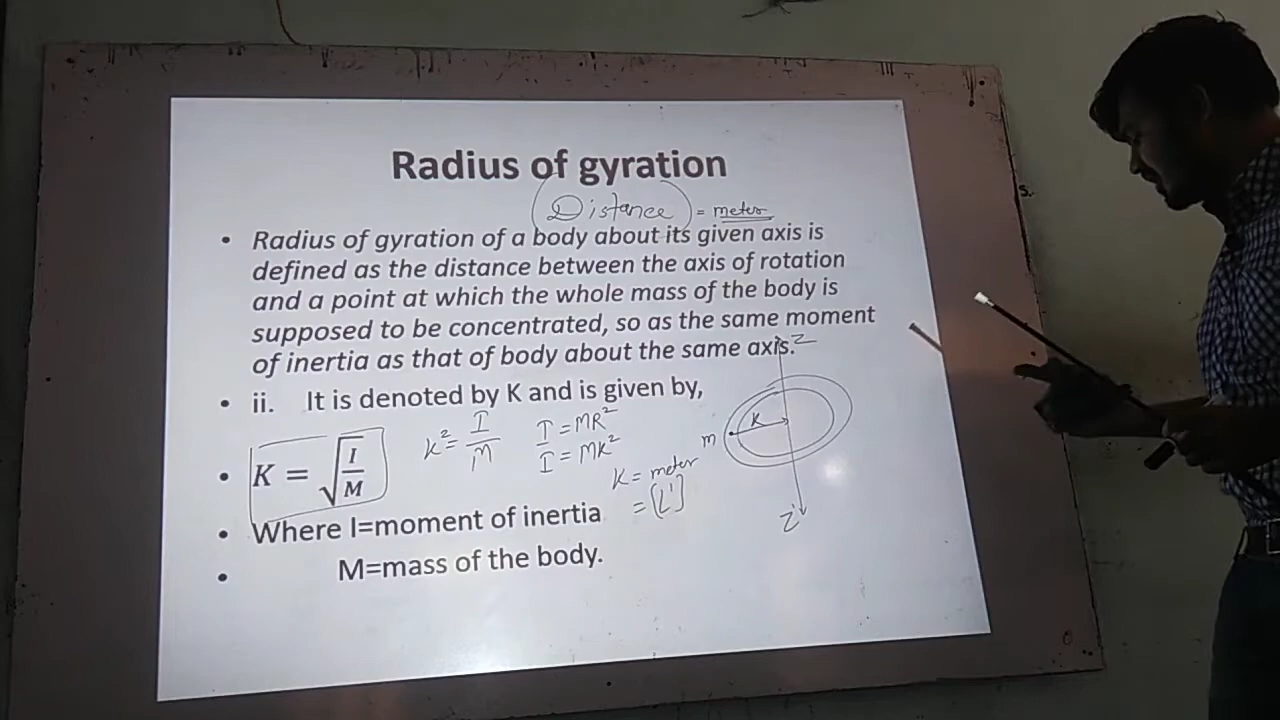 Radius of gyration
(Distance) = meter
• Radius of gyration of a body about its given axis is
defined as the distance between the axis of rotation
and a point at which the whole mass of the body is
supposed to be concentrated, so as the same moment
of inertia as that of body about the same axis.
Z
• ii. It is denoted by K and is given by,
• K = √(I/M)
K² = I/M
I = MR²
I = MK²
m
K
K = meter
= [L¹]
Z'
• Where I=moment of inertia
• M=mass of the body.